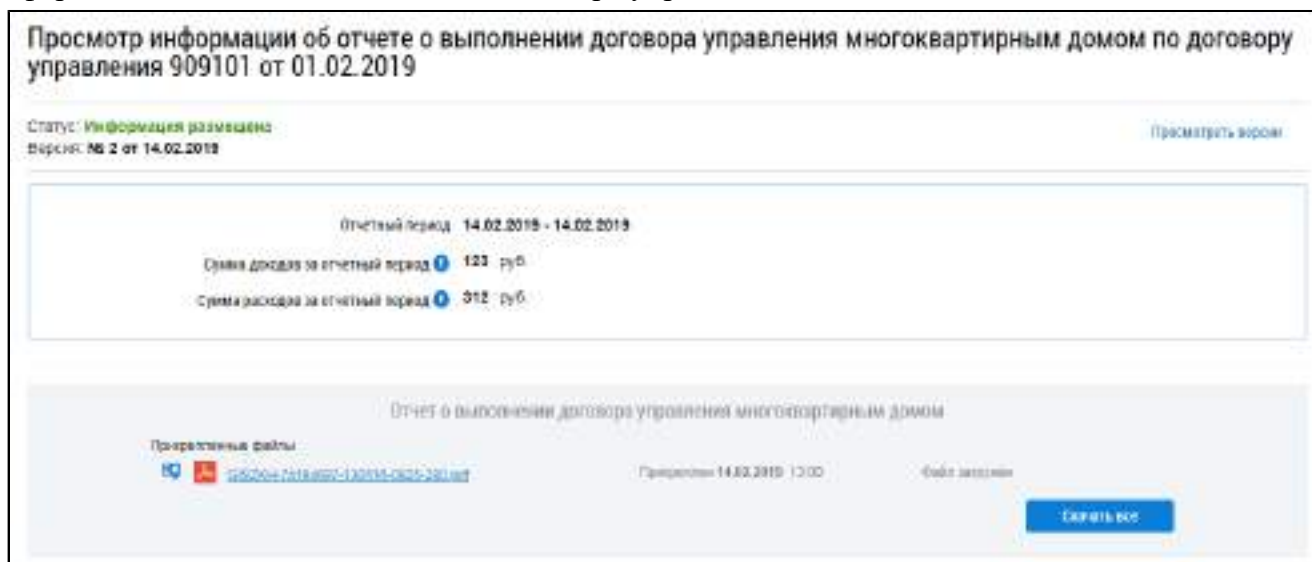 Просмотр информации об отчете о выполнении договора управления многоквартирным домом по договору
управления 909101 от 01.02.2019
Статус: Информация размещена
Просмотреть версии
Версия: № 2 от 14.02.2019
Отчетный период 14.02.2019 - 14.02.2019
Сумма доходов за отчетный период 123 руб.
Сумма расходов за отчетный период 312 руб.
Отчет о выполнении договора управления многоквартирным домом
Прикрепленные файлы
Прикреплен 14.02.2019 Файл загружен
Скачать все